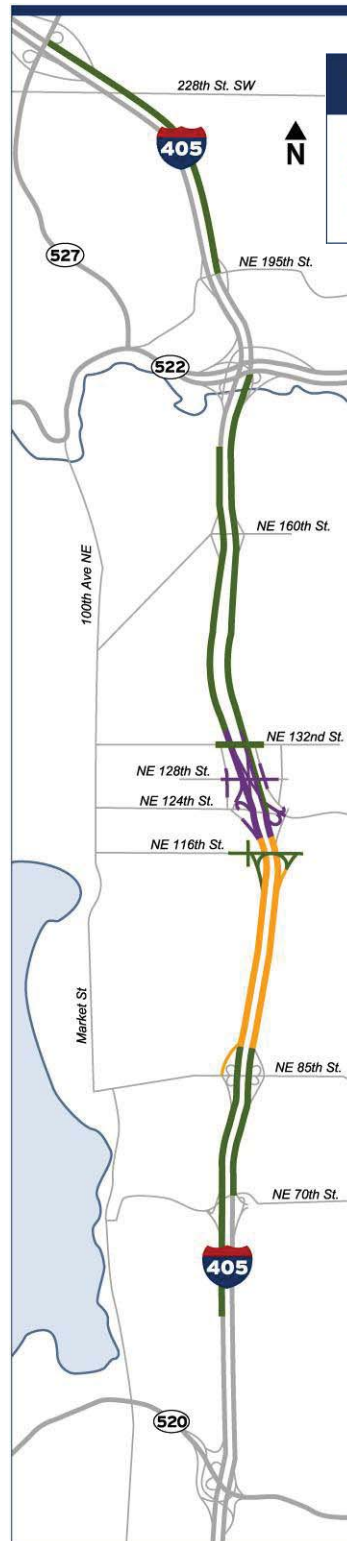 228th St. SW
405
N
527
NE 195th St.
522
NE 160th St.
100th Ave NE
NE 132nd St.
NE 128th St.
NE 124th St.
NE 116th St.
Market St
NE 85th St.
NE 70th St.
405
520